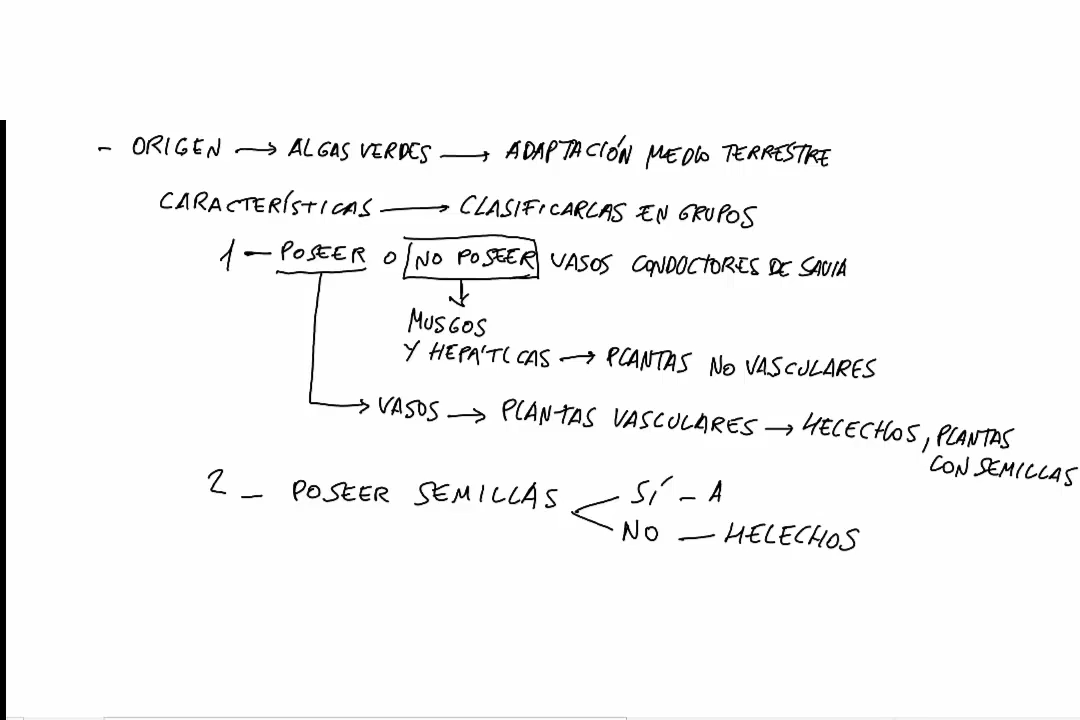 - ORIGEN → ALGAS VERDES → ADAPTACIÓN MEDIO TERRESTRE
CARACTERÍSTICAS → CLASIFICARLAS EN GRUPOS
1 - POSEER O NO POSEER VASOS CONDUCTORES DE SAVIA
MUSGOS
Y HEPÁTICAS → PLANTAS NO VASCULARES
VASOS → PLANTAS VASCULARES → HELECHOS, PLANTAS
CON SEMILLAS
2 - POSEER SEMILLAS
SÍ - A
NO - HELECHOS